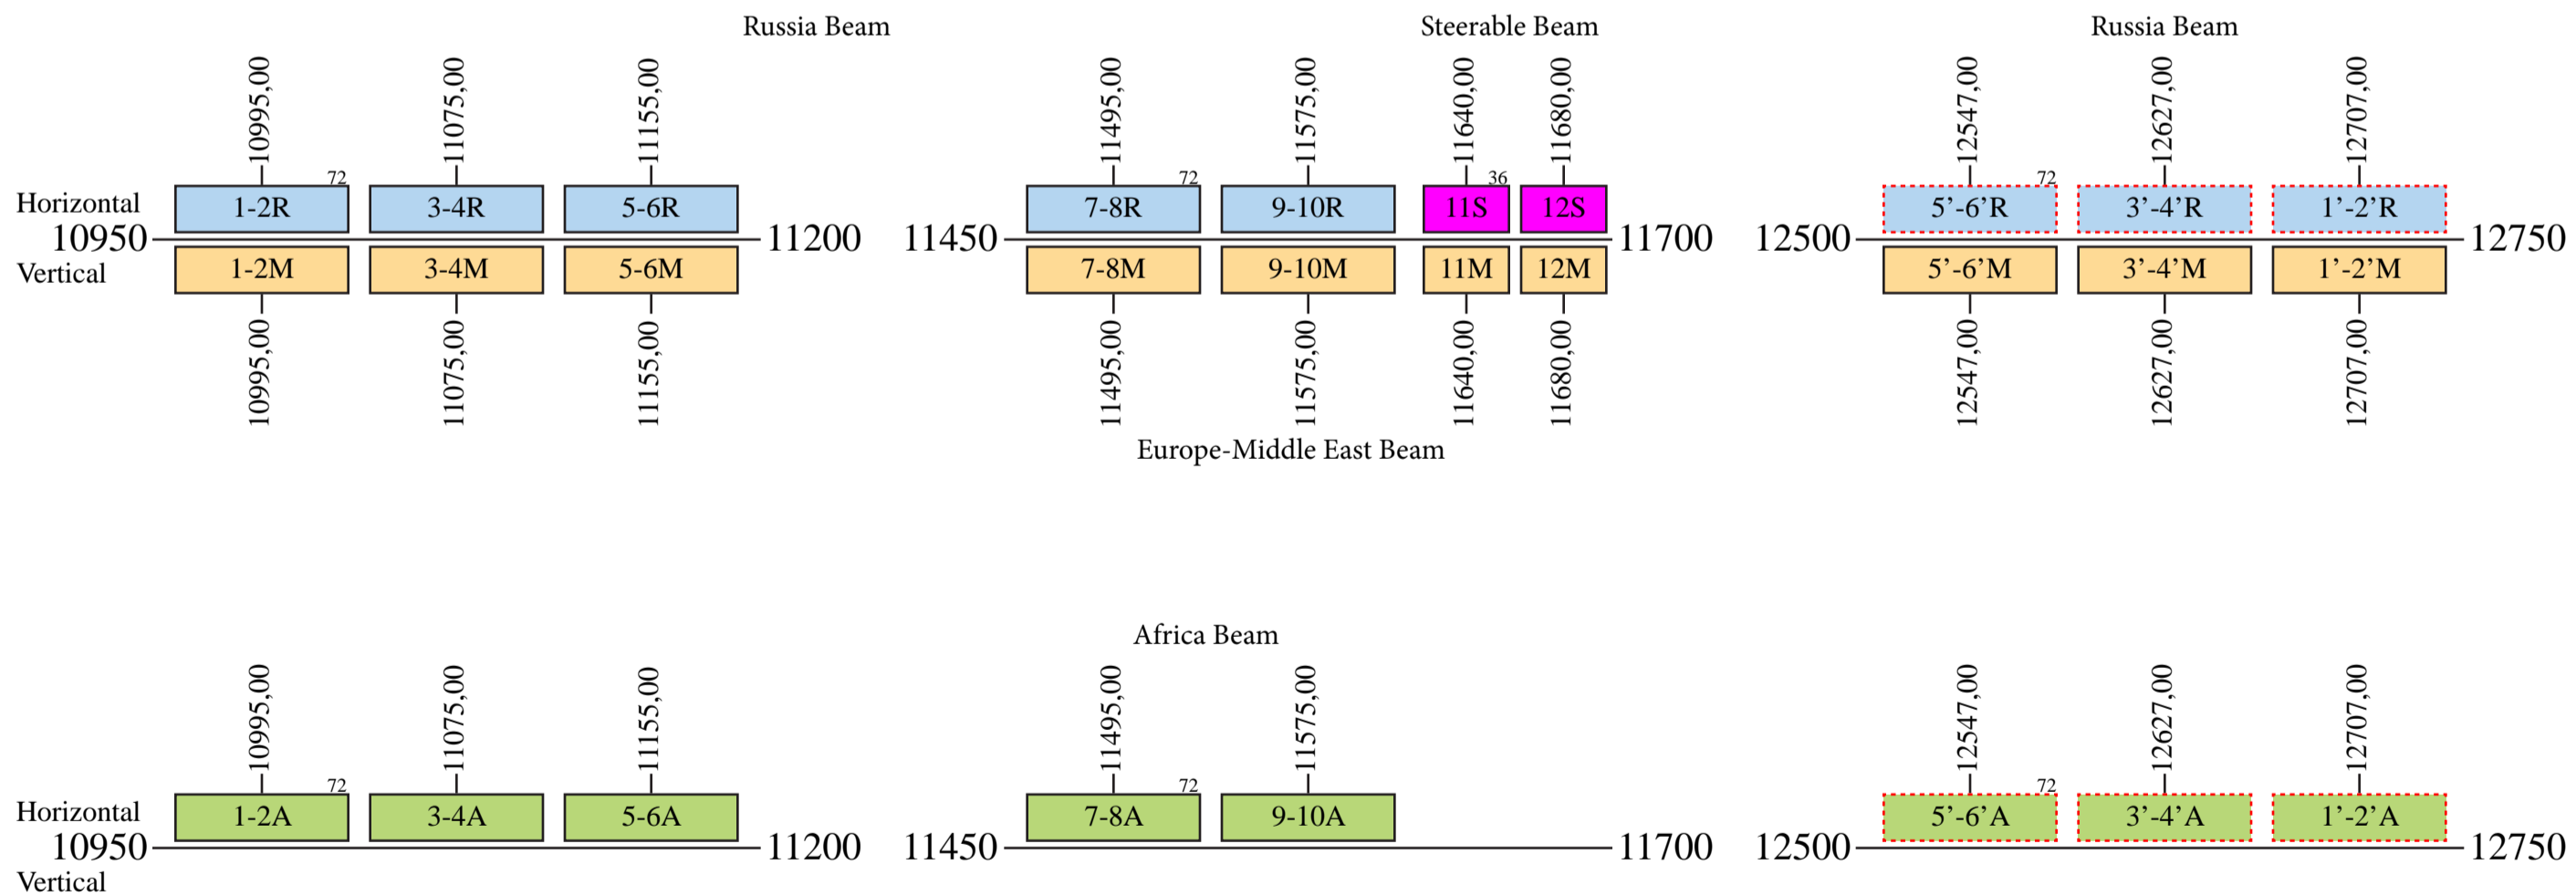 Russia Beam Steerable Beam Russia Beam
10995,00 11075,00 11155,00 11495,00 11575,00 11640,00 11680,00 12547,00 12627,00 12707,00
72 72 36 72
Horizontal 1-2R 3-4R 5-6R 7-8R 9-10R 11S 12S 5’-6’R 3’-4’R 1’-2’R
10950 11200 11450 11700 12500 12750
Vertical 1-2M 3-4M 5-6M 7-8M 9-10M 11M 12M 5’-6’M 3’-4’M 1’-2’M
10995,00 11075,00 11155,00 11495,00 11575,00 11640,00 11680,00 12547,00 12627,00 12707,00
Europe-Middle East Beam
Africa Beam
10995,00 11075,00 11155,00 11495,00 11575,00 12547,00 12627,00 12707,00
72 72 72
Horizontal 1-2A 3-4A 5-6A 7-8A 9-10A 5’-6’A 3’-4’A 1’-2’A
10950 11200 11450 11700 12500 12750
Vertical